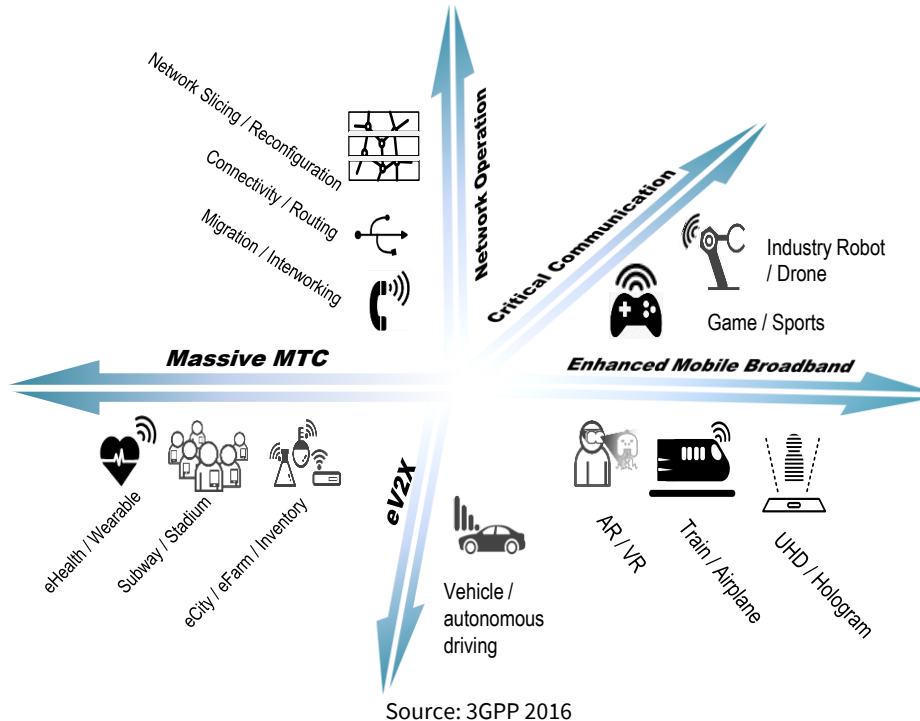 Network Slicing / Reconfiguration
Connectivity / Routing
Migration / Interworking
Network Operation
Critical Communication
Industry Robot
/ Drone
Game / Sports
Massive MTC
Enhanced Mobile Broadband
eHealth / Wearable
Subway / Stadium
eCity / eFarm / Inventory
eV2X
Vehicle /
autonomous
driving
AR / VR
Train / Airplane
UHD / Hologram
Source: 3GPP 2016